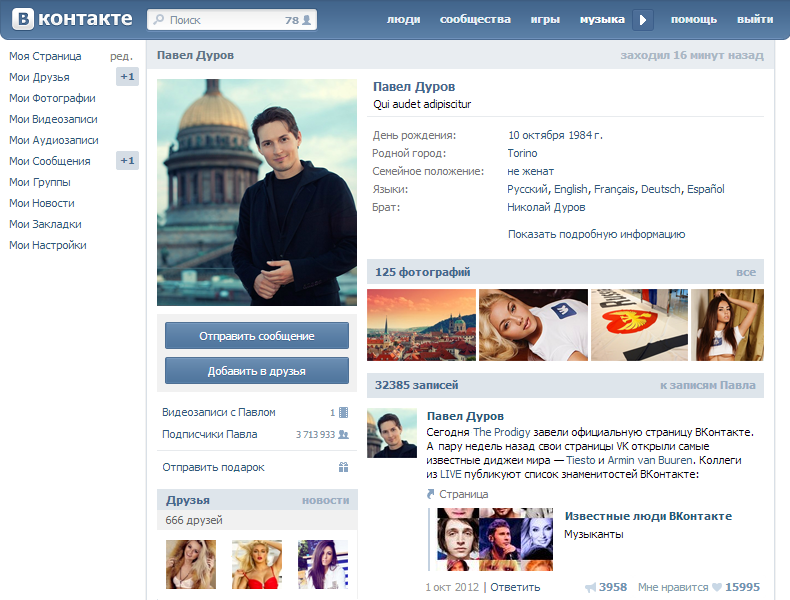 В контакте
Поиск
78
люди
сообщества
игры
музыка
помощь
выйти
Моя Страница
ред.
Мои Друзья
+1
Мои Фотографии
Мои Видеозаписи
Мои Аудиозаписи
Мои Сообщения
+1
Мои Группы
Мои Новости
Мои Закладки
Мои Настройки
Павел Дуров
заходил 16 минут назад
Отправить сообщение
Добавить в друзья
Видеозаписи с Павлом
1
Подписчики Павла
3 713 933
Отправить подарок
Друзья
новости
666 друзей
Павел Дуров
Qui audet adipiscitur
День рождения:
10 октября 1984 г.
Родной город:
Torino
Семейное положение:
не женат
Языки:
Русский, English, Français, Deutsch, Español
Брат:
Николай Дуров
Показать подробную информацию
125 фотографий
все
32385 записей
к записям Павла
Павел Дуров
Сегодня The Prodigy завели официальную страницу ВКонтакте.
А пару недель назад свои страницы VK открыли самые
известные диджеи мира — Tiesto и Armin van Buuren. Коллеги
из LIVE публикуют список знаменитостей ВКонтакте:
Страница
Известные люди ВКонтакте
Музыканты
1 окт 2012 | Ответить
3958
Мне нравится
15995